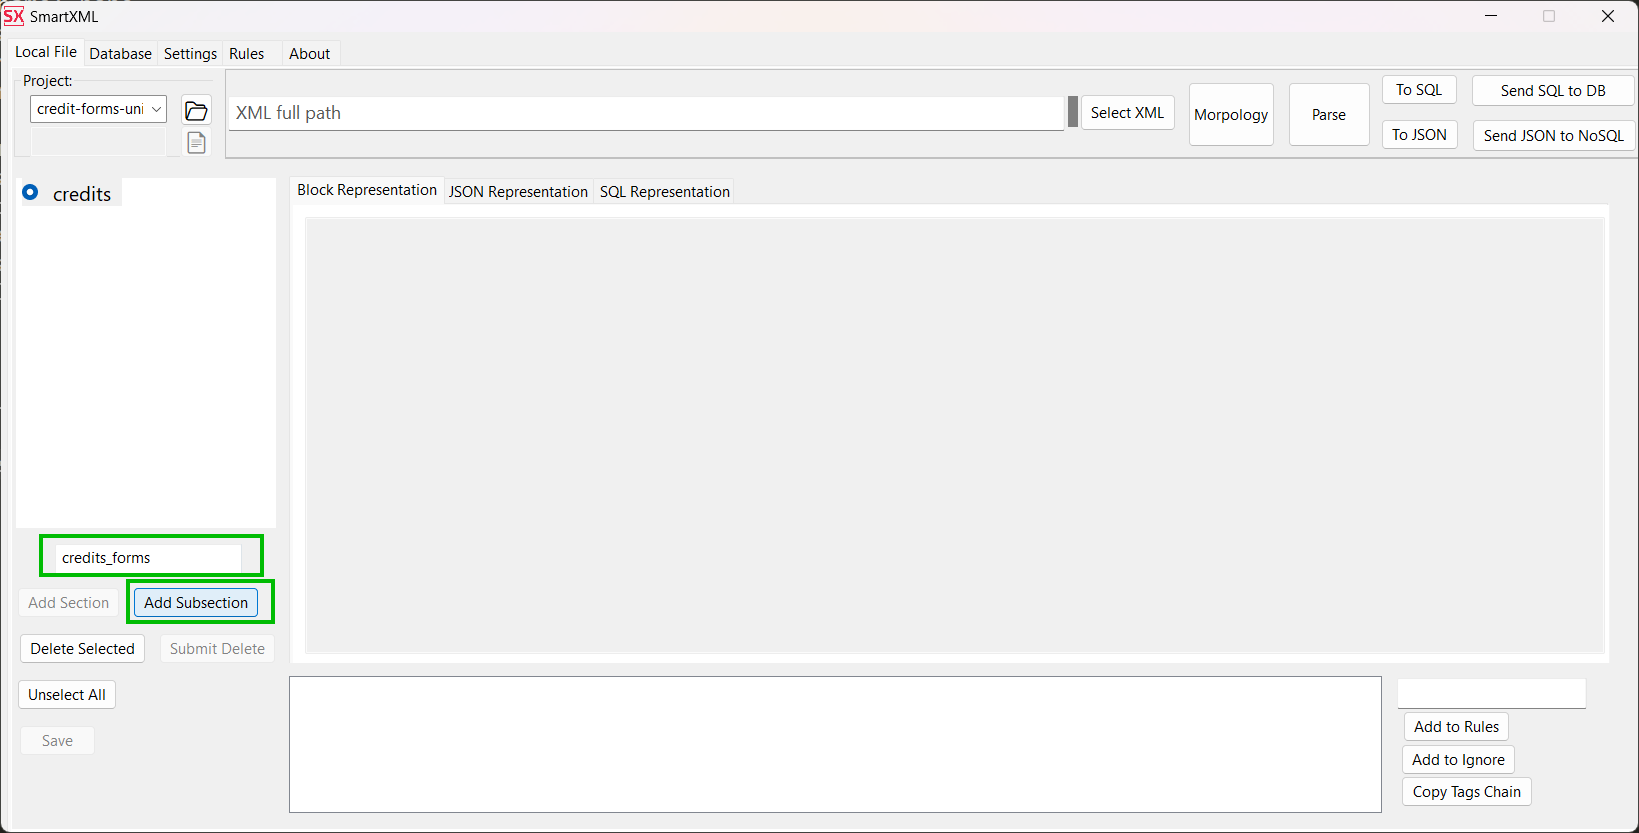 SX SmartXML
Local File Database Settings Rules About
Project:
credit-forms-uni
XML full path
Select XML
Morpology
Parse
To SQL
Send SQL to DB
To JSON
Send JSON to NoSQL
credits
Block Representation JSON Representation SQL Representation
credits_forms
Add Section Add Subsection
Delete Selected Submit Delete
Unselect All
Save
Add to Rules
Add to Ignore
Copy Tags Chain